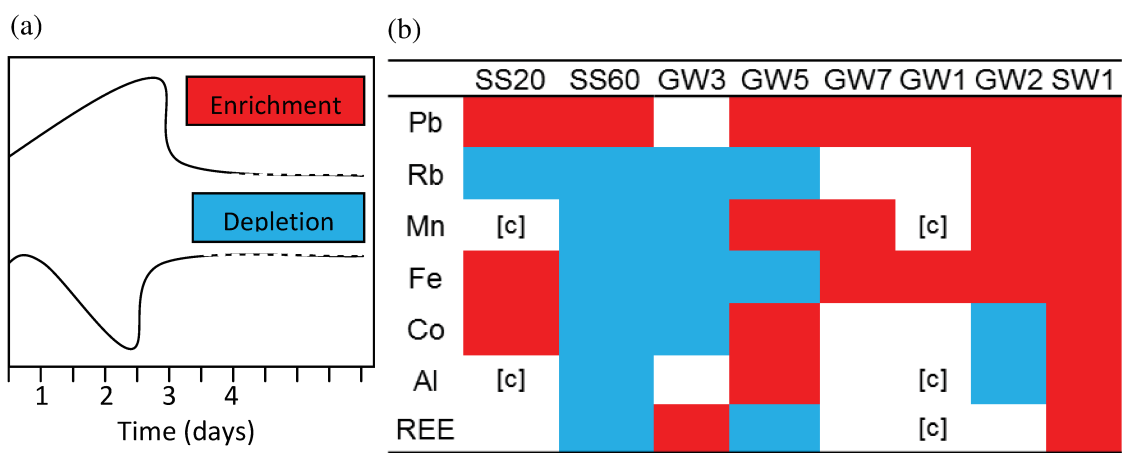 (a)
Enrichment
Depletion
1 2 3 4
Time (days)
(b)
SS20 SS60 GW3 GW5 GW7 GW1 GW2 SW1
Pb
Rb
Mn [c] [c]
Fe
Co
Al [c] [c]
REE [c]